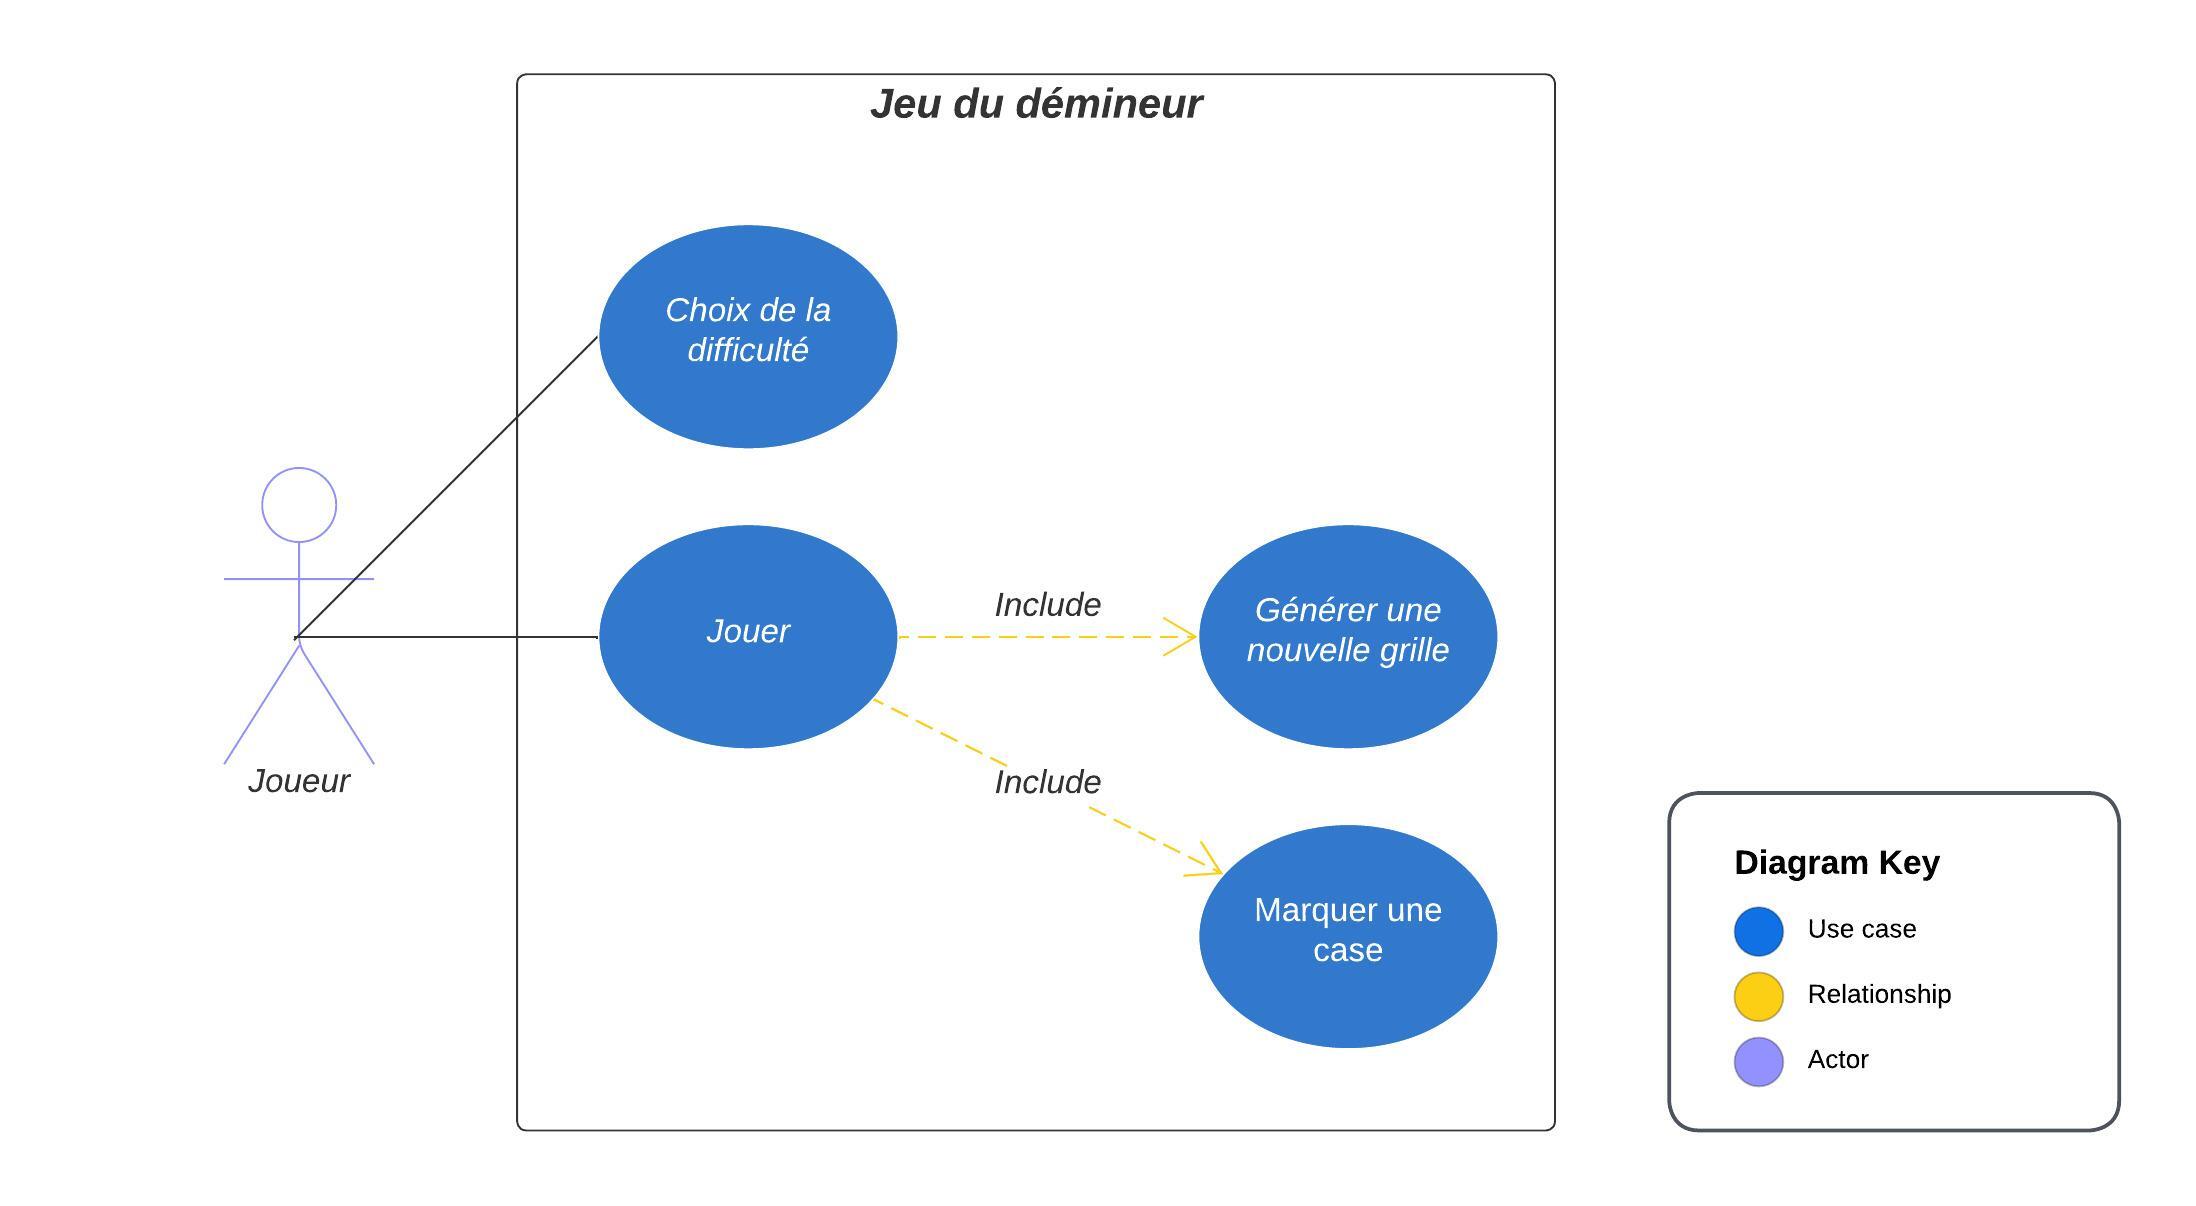 Jeu du démineur
Choix de la
difficulté
Jouer
Include
Générer une
nouvelle grille
Include
Joueur
Marquer une
case
Diagram Key
Use case
Relationship
Actor